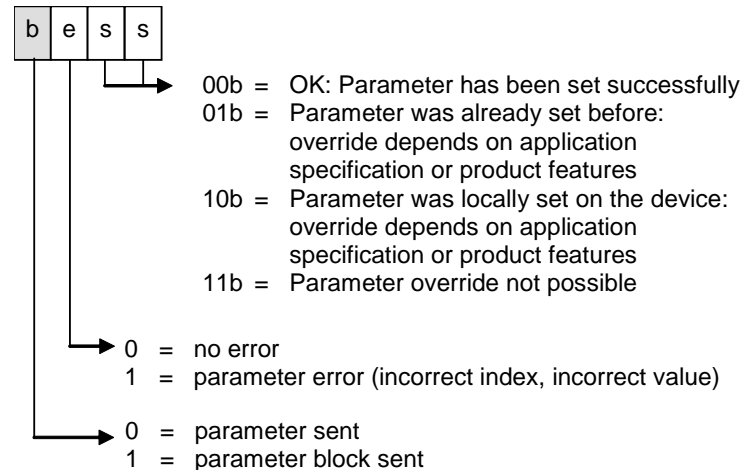 b e s s
00b = OK: Parameter has been set successfully
01b = Parameter was already set before:
override depends on application
specification or product features
10b = Parameter was locally set on the device:
override depends on application
specification or product features
11b = Parameter override not possible
0 = no error
1 = parameter error (incorrect index, incorrect value)
0 = parameter sent
1 = parameter block sent